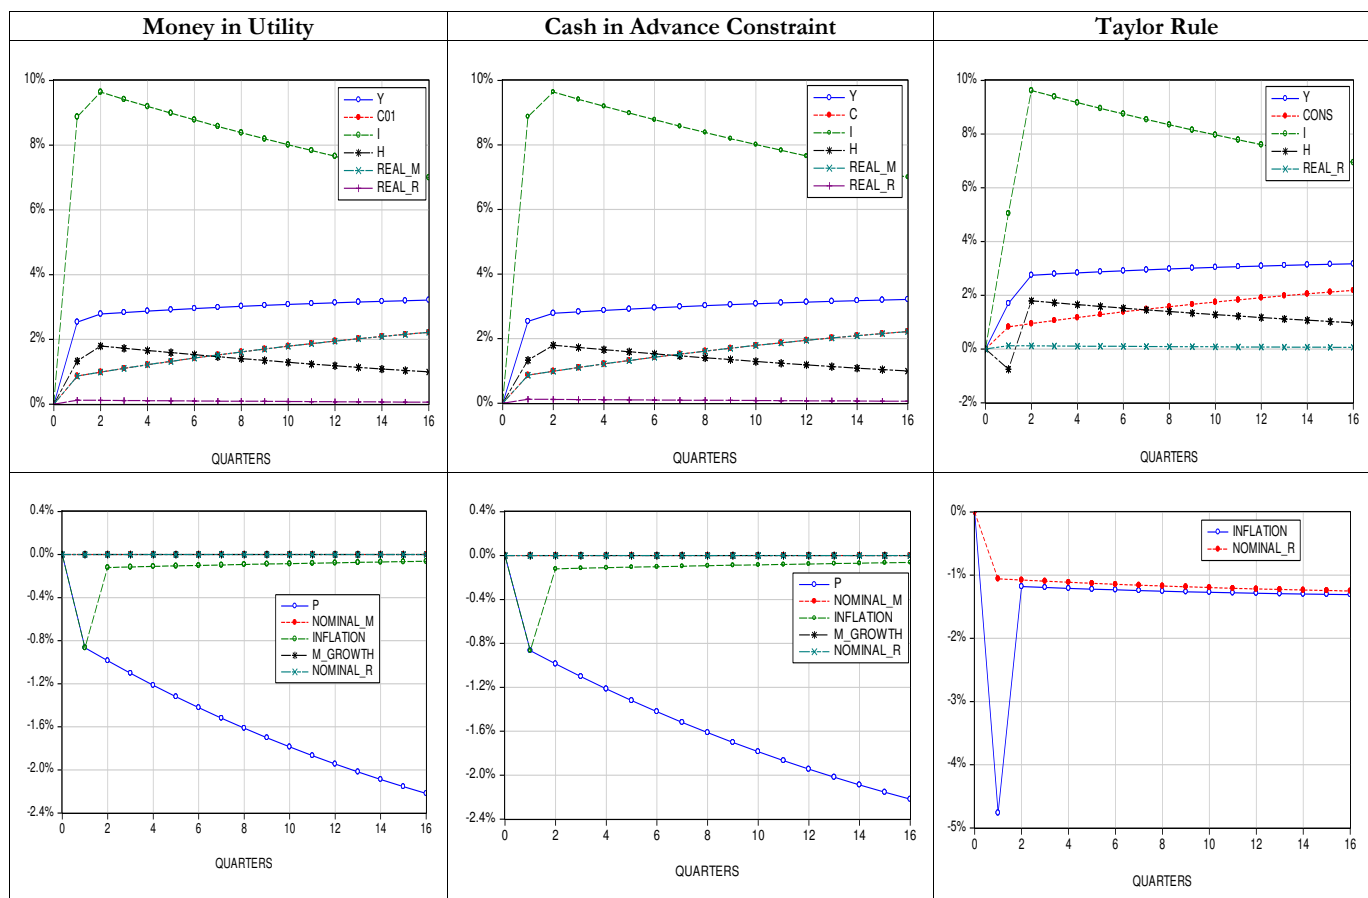 Money in Utility
Cash in Advance Constraint
Taylor Rule
10%
8%
6%
4%
2%
0%
0 2 4 6 8 10 12 14 16
QUARTERS
Y
C01
I
H
REAL_M
REAL_R
10%
8%
6%
4%
2%
0%
0 2 4 6 8 10 12 14 16
QUARTERS
Y
C
I
H
REAL_M
REAL_R
10%
8%
6%
4%
2%
0%
-2%
0 2 4 6 8 10 12 14 16
QUARTERS
Y
CONS
I
H
REAL_R
0.4%
0.0%
-0.4%
-0.8%
-1.2%
-1.6%
-2.0%
-2.4%
0 2 4 6 8 10 12 14 16
QUARTERS
P
NOMINAL_M
INFLATION
M_GROWTH
NOMINAL_R
0.4%
0.0%
-0.4%
-0.8%
-1.2%
-1.6%
-2.0%
-2.4%
0 2 4 6 8 10 12 14 16
QUARTERS
P
NOMINAL_M
INFLATION
M_GROWTH
NOMINAL_R
0%
-1%
-2%
-3%
-4%
-5%
0 2 4 6 8 10 12 14 16
QUARTERS
INFLATION
NOMINAL_R